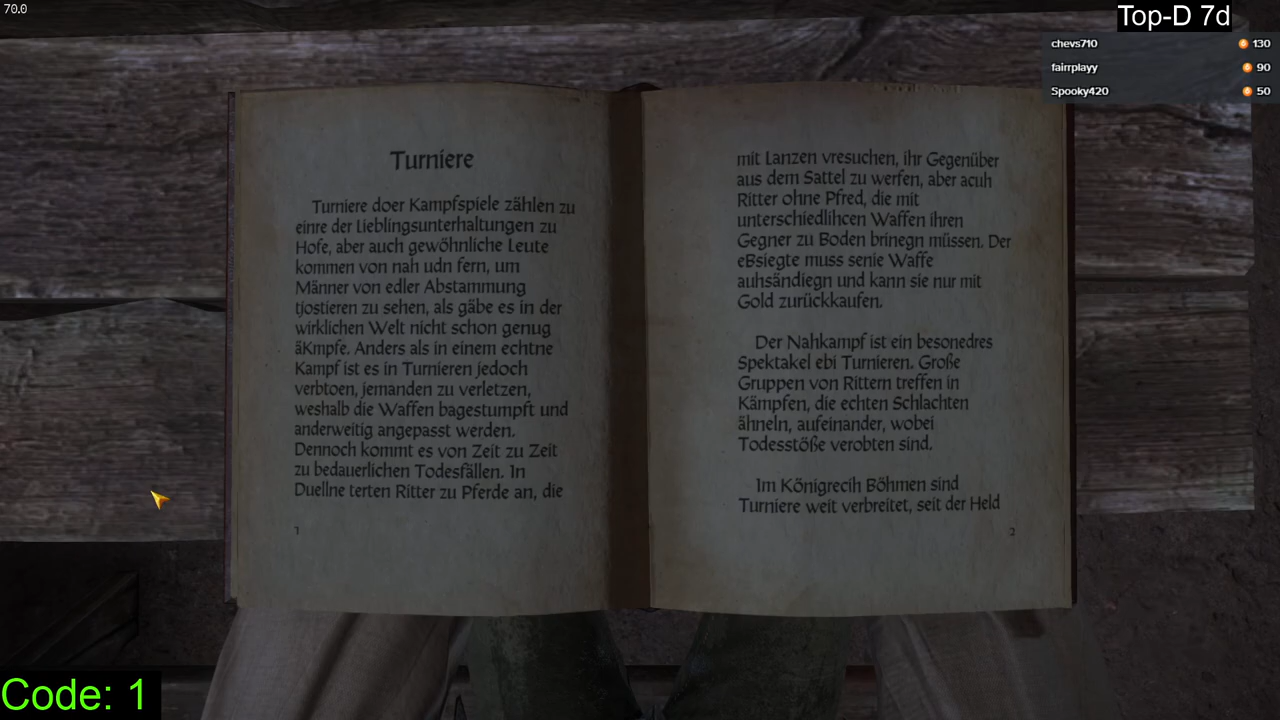 70.0
Top-D 7d
chevs710 130
fairrplayy 90
Spooky420 50
Turniere
Turniere doer Kampfspiele zählen zu
einre der Lieblingsunterhaltungen zu
Hofe, aber auch gewöhnliche Leute
kommen von nah udn fern, um
Männer von edler Abstammung
tjostieren zu sehen, als gäbe es in der
wirklichen Welt nicht schon genug
äKmpfe. Anders als in einem echtne
Kampf ist es in Turnieren jedoch
verbtoen, jemanden zu verletzen,
weshalb die Waffen bagestumpft und
anderweitig angepasst werden.
Dennoch kommt es von Zeit zu Zeit
zu bedauerlichen Todesfällen. In
Duellne terten Ritter zu Pferde an, die
1
mit Lanzen vresuchen, ihr Gegenüber
aus dem Sattel zu werfen, aber acuh
Ritter ohne Pfred, die mit
unterschiedlihcen Waffen ihren
Gegner zu Boden brinegn müssen. Der
eBsiegte muss senie Waffe
auhsändiegn und kann sie nur mit
Gold zurückkaufen.
Der Nahkampf ist ein besonedres
Spektakel ebi Turnieren. Große
Gruppen von Rittern treffen in
Kämpfen, die echten Schlachten
ähneln, aufeinander, wobei
Todesstöße verobten sind.
Im Königrecih Böhmen sind
Turniere weit verbreitet, seit der Held
2
Code: 1